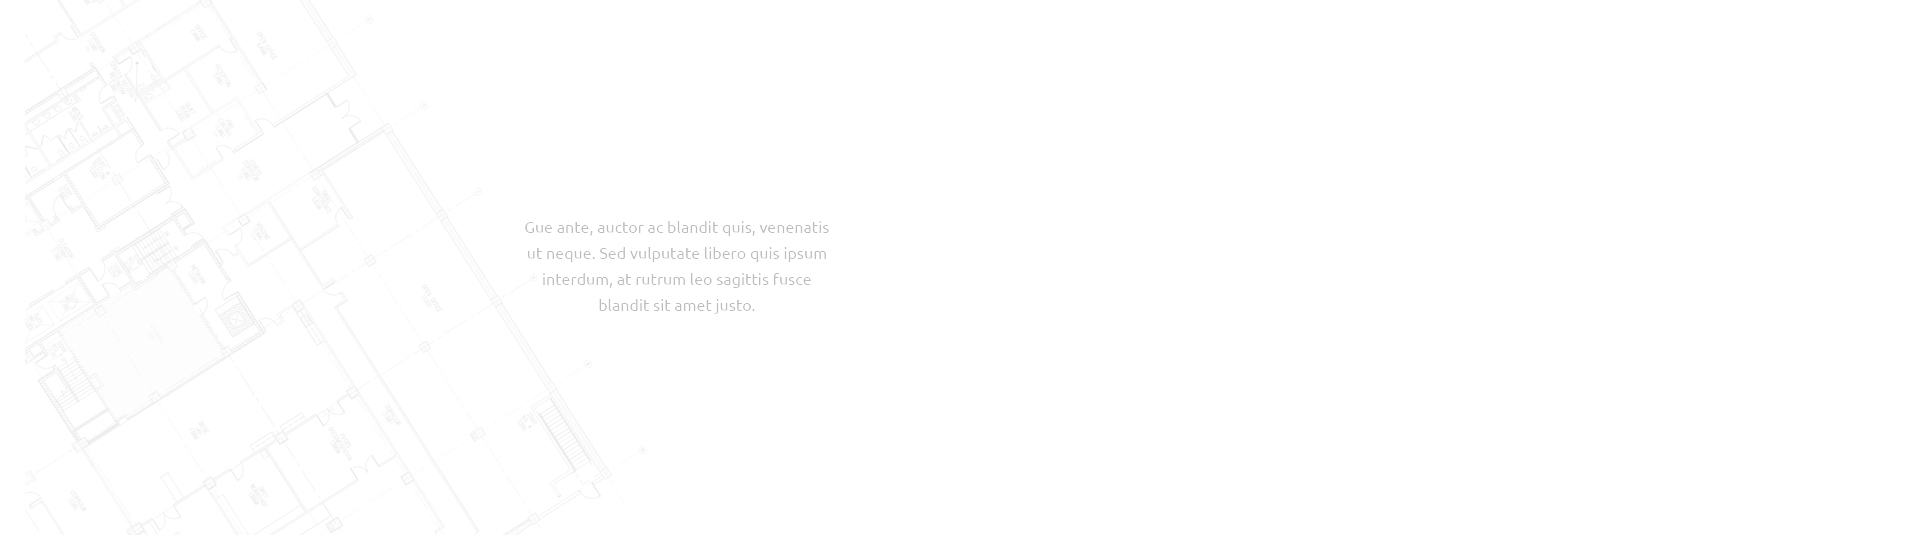 Gue ante, auctor ac blandit quis, venenatis
ut neque. Sed vulputate libero quis ipsum
interdum, at rutrum leo sagittis fusce
blandit sit amet justo.